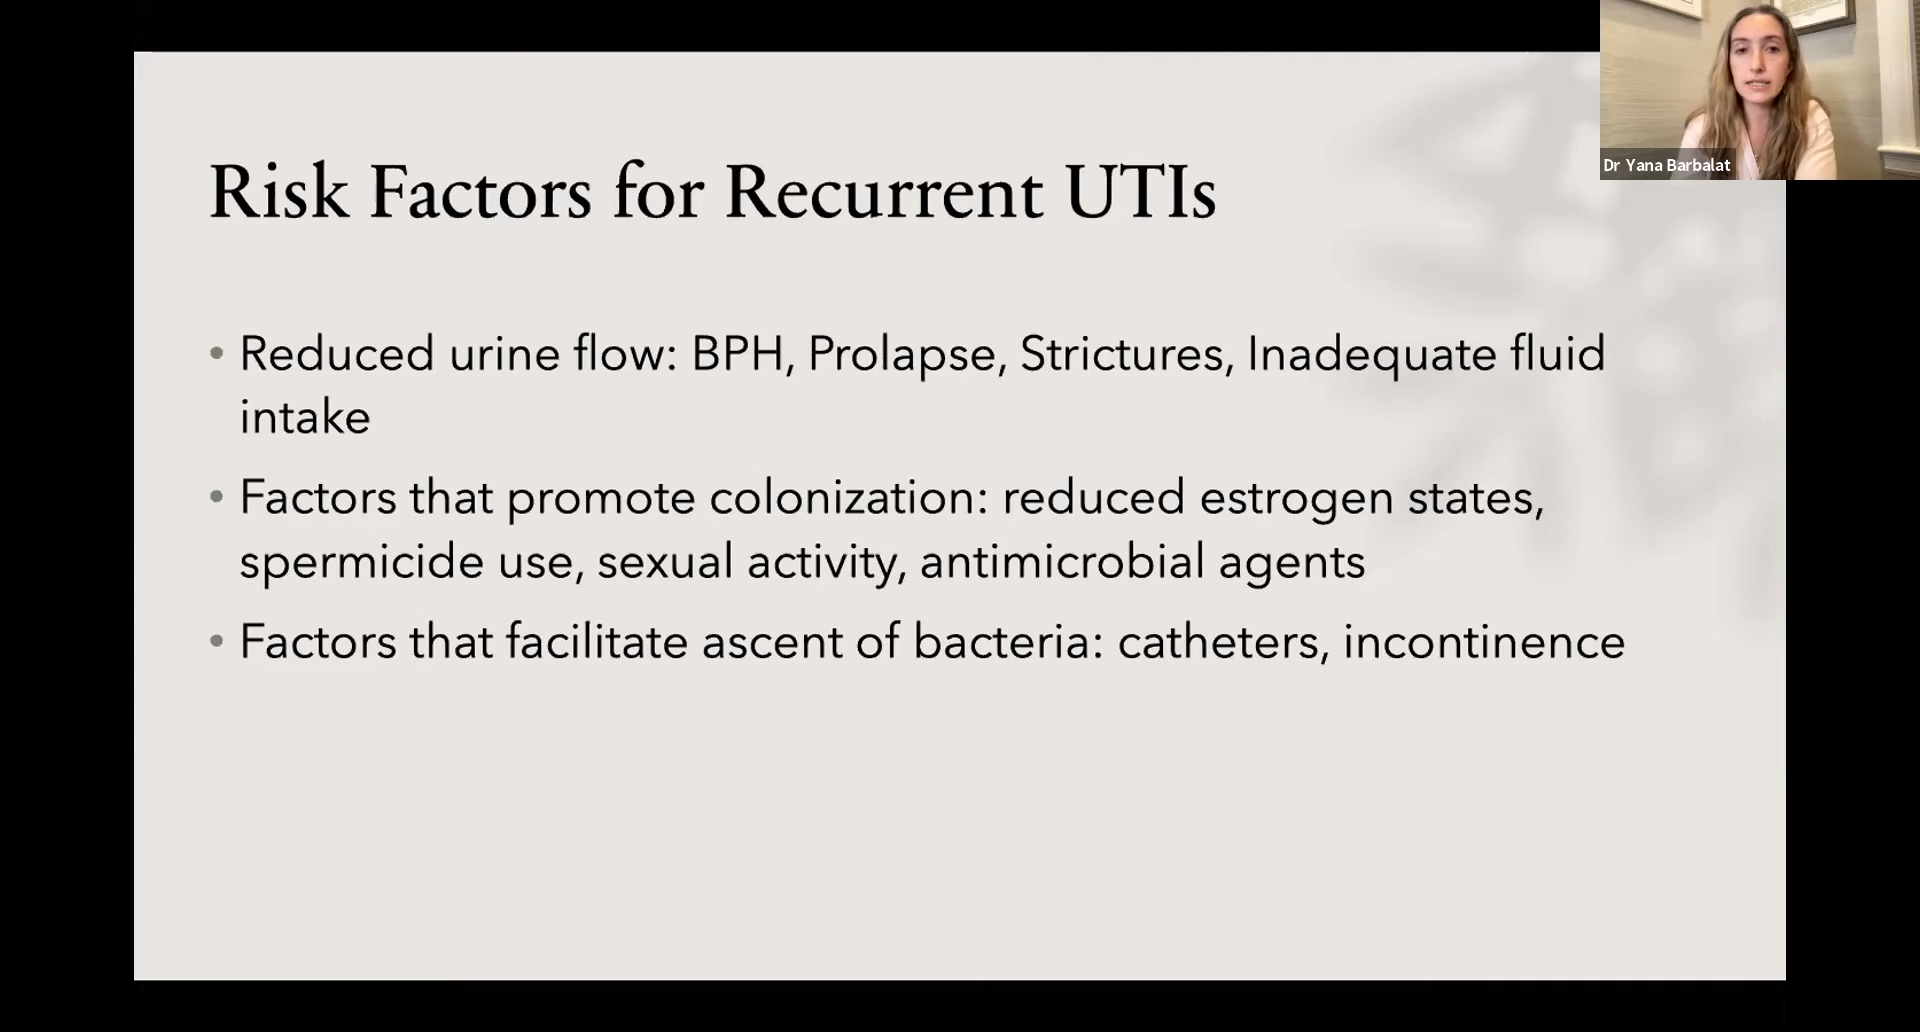 Dr Yana Barbalat
Risk Factors for Recurrent UTIs
• Reduced urine flow: BPH, Prolapse, Strictures, Inadequate fluid
intake
• Factors that promote colonization: reduced estrogen states,
spermicide use, sexual activity, antimicrobial agents
• Factors that facilitate ascent of bacteria: catheters, incontinence